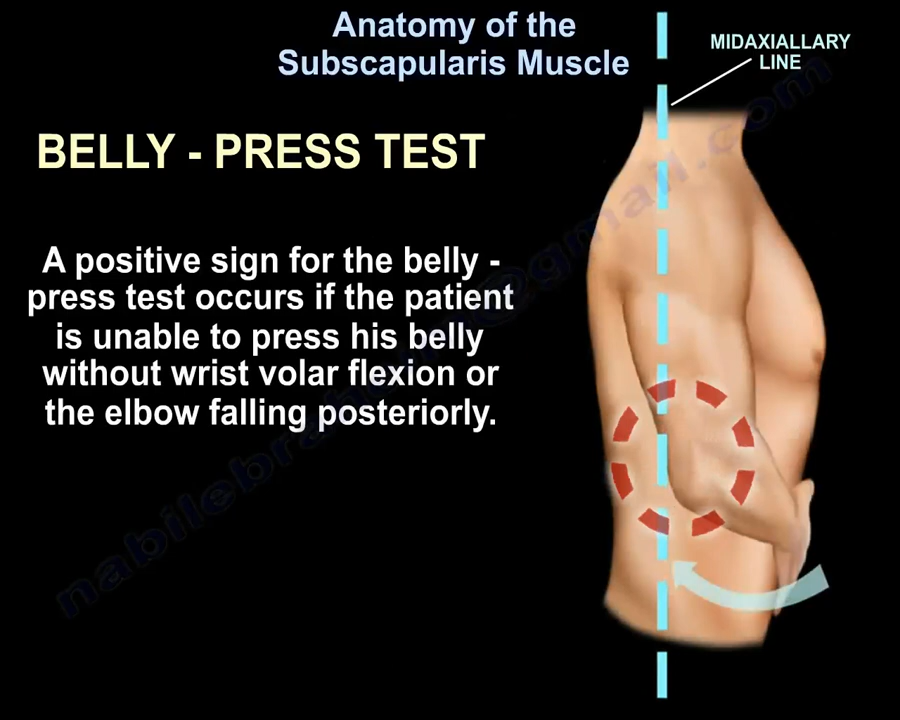 Anatomy of the
Subscapularis Muscle
MIDAXIALLARY
LINE
BELLY - PRESS TEST
A positive sign for the belly -
press test occurs if the patient
is unable to press his belly
without wrist volar flexion or
the elbow falling posteriorly.